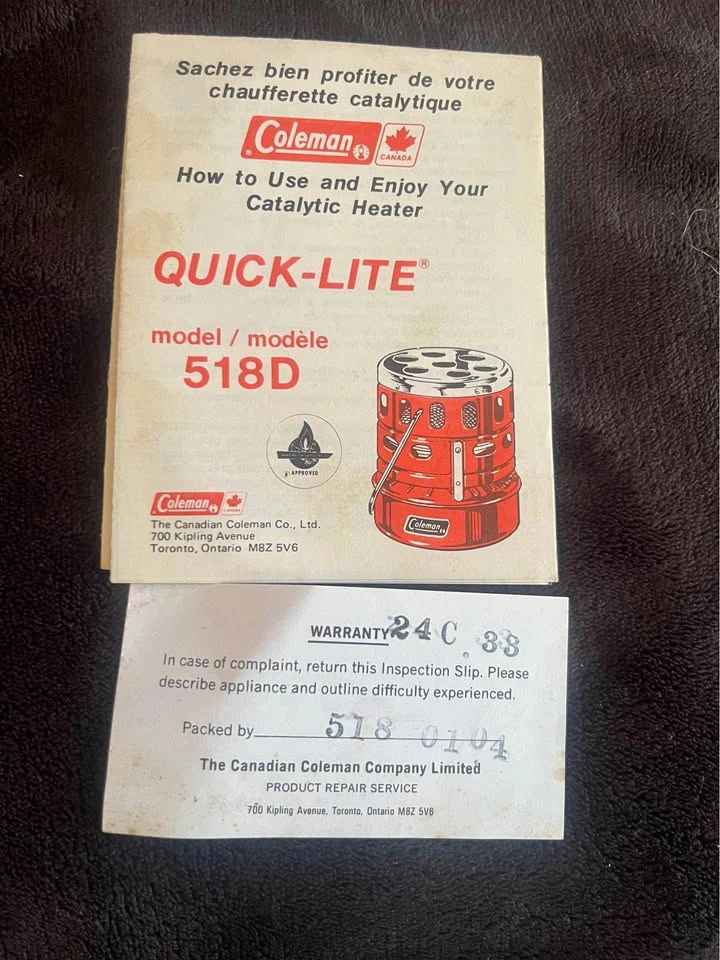 Sachez bien profiter de votre
chaufferette catalytique
Coleman
CANADA
How to Use and Enjoy Your
Catalytic Heater
QUICK-LITE®
model / modèle
518D
APPROVED
Coleman
Coleman
The Canadian Coleman Co., Ltd.
700 Kipling Avenue
Toronto, Ontario M8Z 5V6
WARRANTY 24C.33
In case of complaint, return this Inspection Slip. Please
describe appliance and outline difficulty experienced.
Packed by 518 0104
The Canadian Coleman Company Limited
PRODUCT REPAIR SERVICE
700 Kipling Avenue, Toronto, Ontario M8Z 5V6